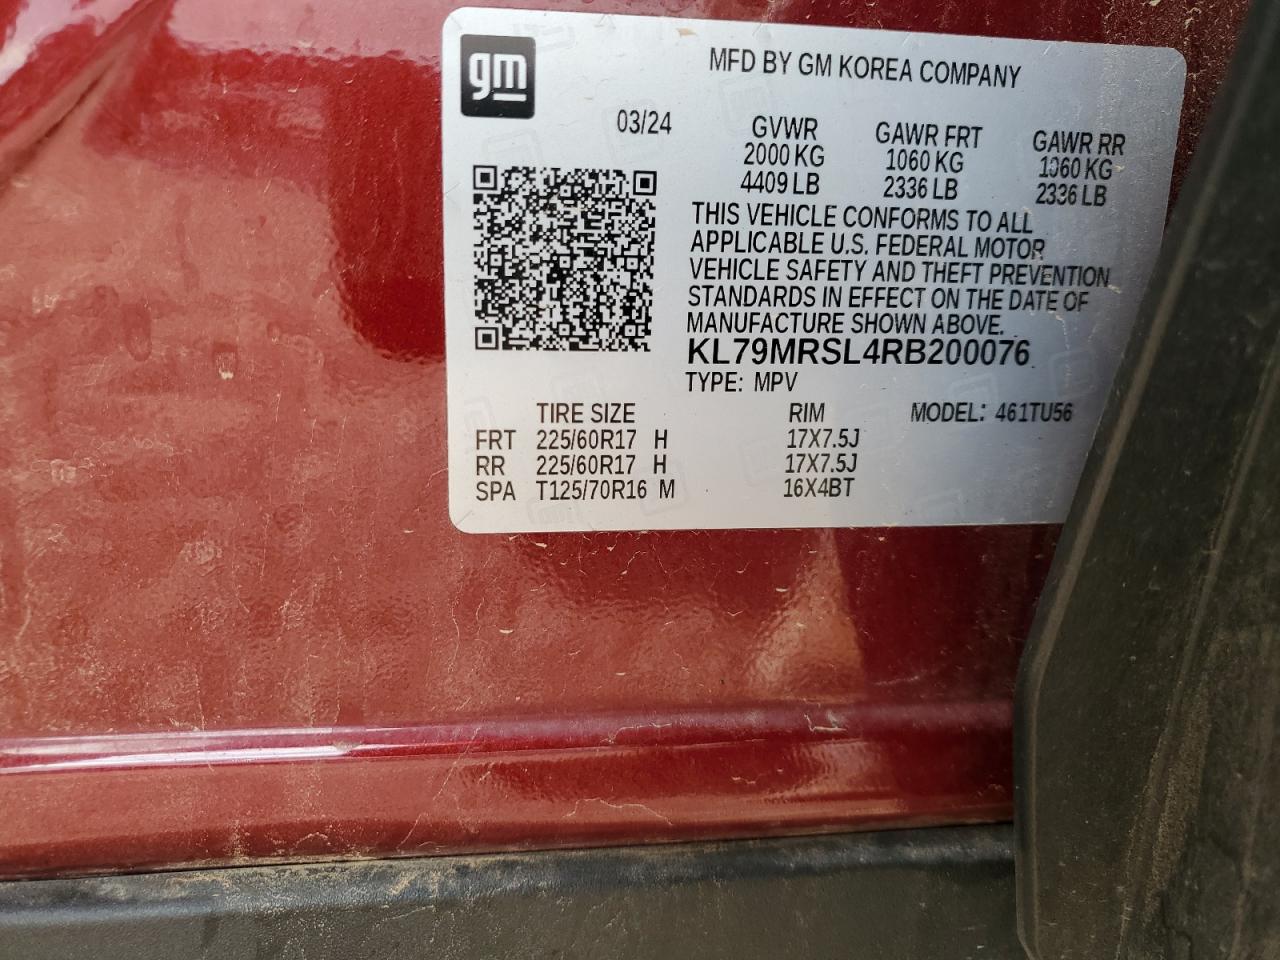 gm
MFD BY GM KOREA COMPANY
03/24 GVWR GAWR FRT GAWR RR
2000 KG 1060 KG 1060 KG
4409 LB 2336 LB 2336 LB
THIS VEHICLE CONFORMS TO ALL
APPLICABLE U.S. FEDERAL MOTOR
VEHICLE SAFETY AND THEFT PREVENTION
STANDARDS IN EFFECT ON THE DATE OF
MANUFACTURE SHOWN ABOVE.
KL79MRSL4RB200076
TYPE: MPV
TIRE SIZE RIM MODEL: 461TU56
FRT 225/60R17 H 17X7.5J
RR 225/60R17 H 17X7.5J
SPA T125/70R16 M 16X4BT